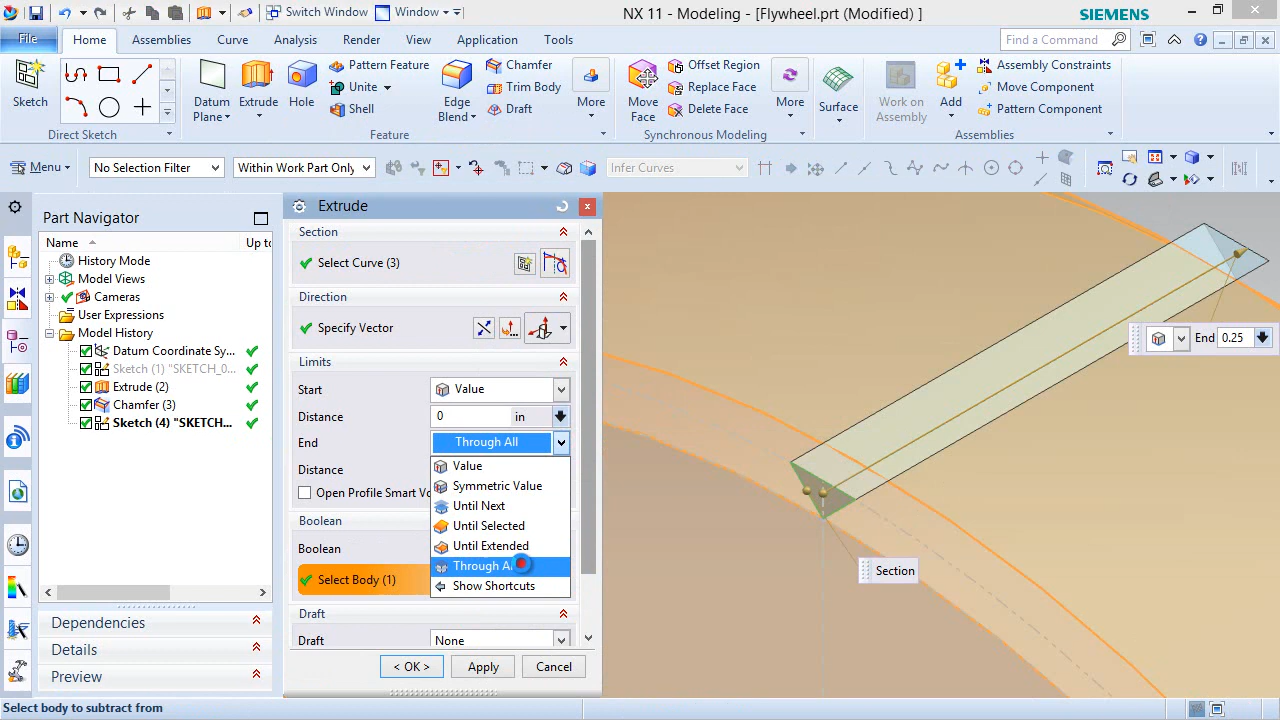 Switch Window Window NX 11 - Modeling - [Flywheel.prt (Modified) ] SIEMENS
File Home Assemblies Curve Analysis Render View Application Tools Find a Command
Sketch
Direct Sketch
Datum Plane Extrude Hole
Pattern Feature
Unite
Shell
Edge Blend
Chamfer
Trim Body
Draft
More
Feature
Move Face
Offset Region
Replace Face
Delete Face
More
Synchronous Modeling
Surface
Work on Assembly
Add
Assembly Constraints
Move Component
Pattern Component
Assemblies
Menu No Selection Filter Within Work Part Only Infer Curves
Part Navigator
Name Up to
History Mode
Model Views
Cameras
User Expressions
Model History
Datum Coordinate Sy...
Sketch (1) "SKETCH_0...
Extrude (2)
Chamfer (3)
Sketch (4) "SKETCH...
Dependencies
Details
Preview
Extrude
Section
Select Curve (3)
Direction
Specify Vector
Limits
Start Value
Distance 0 in
End Through All
Distance
Open Profile Smart Vo
Boolean
Boolean
Select Body (1)
Draft
Draft None
Value
Symmetric Value
Until Next
Until Selected
Until Extended
Through Al
Show Shortcuts
< OK > Apply Cancel
End 0.25
Section
Select body to subtract from